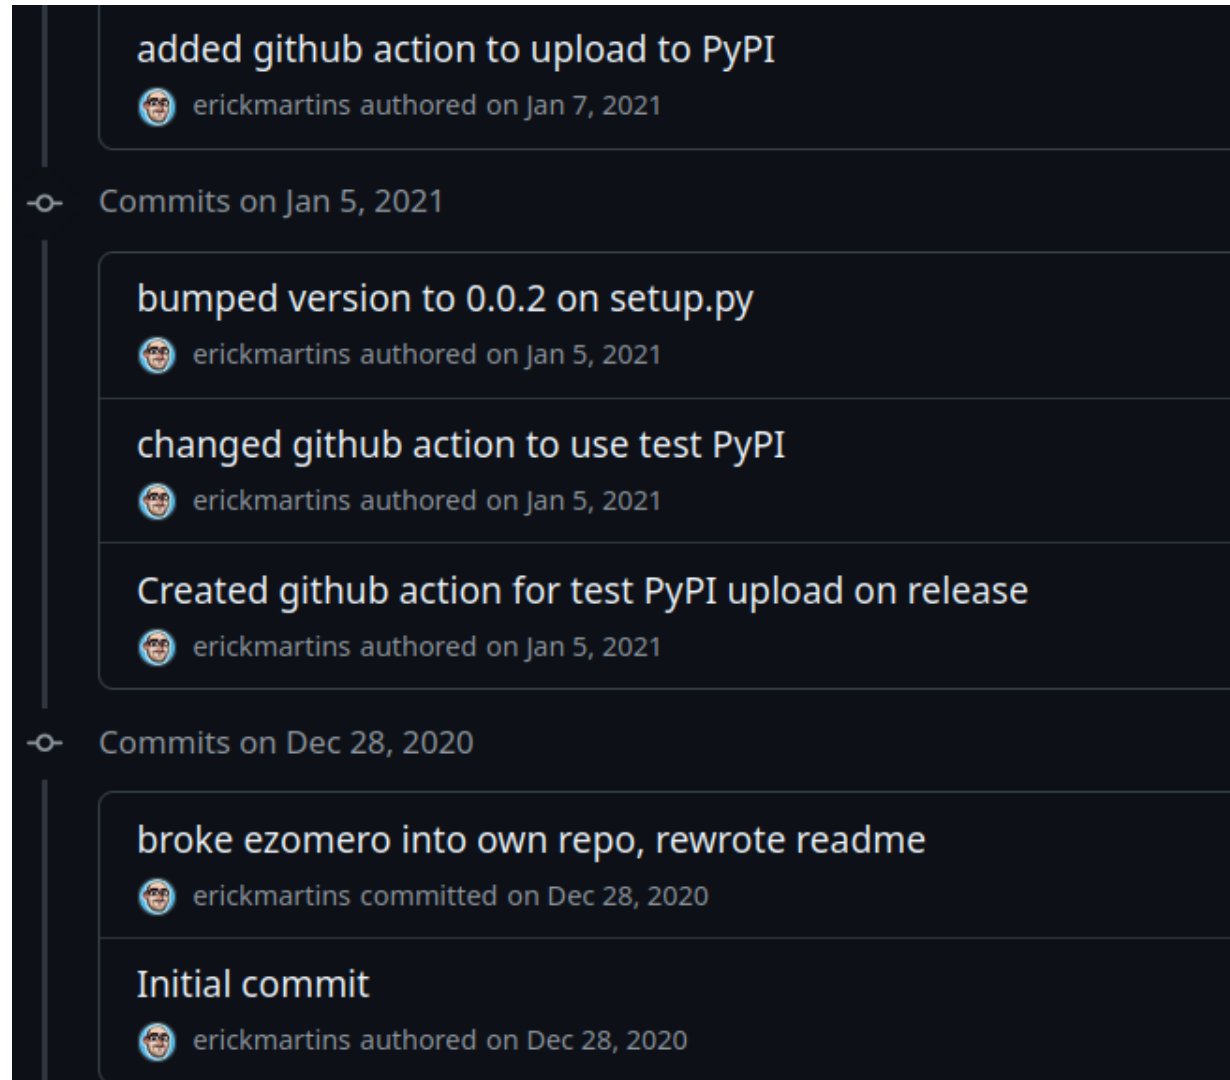 added github action to upload to PyPI
erickmartins authored on Jan 7, 2021
Commits on Jan 5, 2021
bumped version to 0.0.2 on setup.py
erickmartins authored on Jan 5, 2021
changed github action to use test PyPI
erickmartins authored on Jan 5, 2021
Created github action for test PyPI upload on release
erickmartins authored on Jan 5, 2021
Commits on Dec 28, 2020
broke ezomero into own repo, rewrote readme
erickmartins committed on Dec 28, 2020
Initial commit
erickmartins authored on Dec 28, 2020